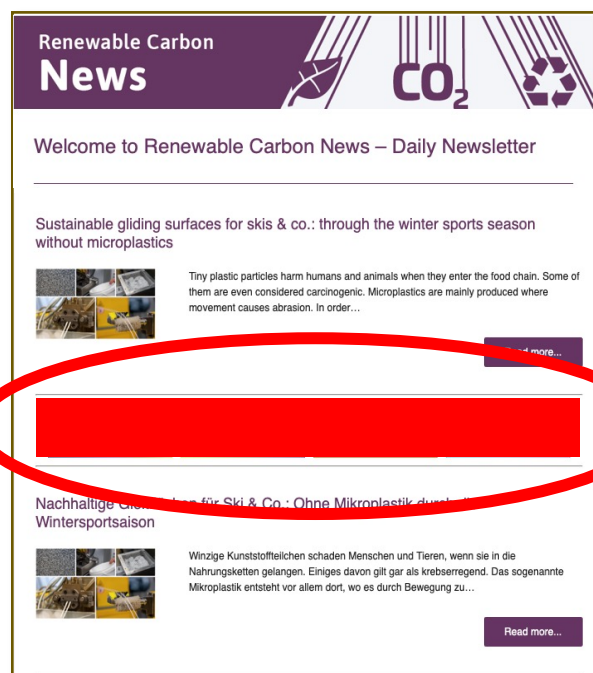 Renewable Carbon
News
CO2
Welcome to Renewable Carbon News – Daily Newsletter
Sustainable gliding surfaces for skis & co.: through the winter sports season
without microplastics
Tiny plastic particles harm humans and animals when they enter the food chain. Some of
them are even considered carcinogenic. Microplastics are mainly produced where
movement causes abrasion. In order…
Read more...
Nachhaltige für Ski & Co.: Ohne Mikroplastik
Wintersportsaison
Winzige Kunststoffteilchen schaden Menschen und Tieren, wenn sie in die
Nahrungsketten gelangen. Einiges davon gilt gar als krebserregend. Das sogenannte
Mikroplastik entsteht vor allem dort, wo es durch Bewegung zu…
Read more...